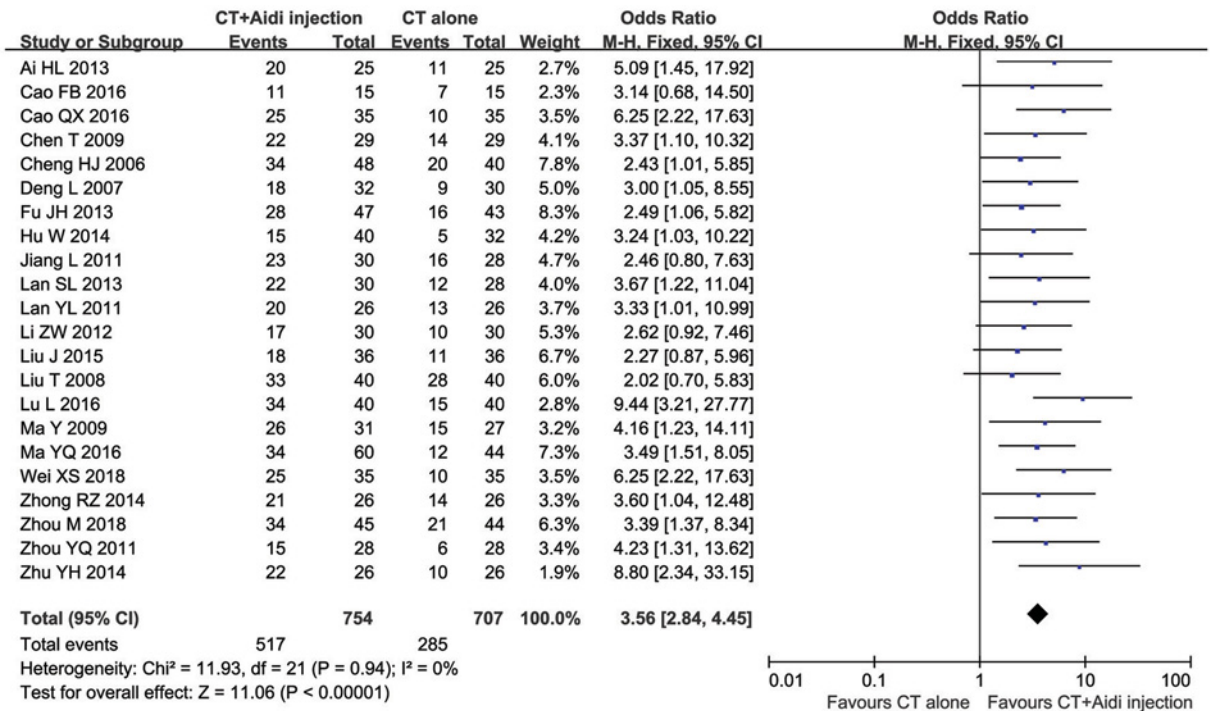 CT+Aidi injection CT alone Odds Ratio Odds Ratio
Study or Subgroup Events Total Events Total Weight M-H, Fixed, 95% CI M-H, Fixed, 95% CI
Ai HL 2013 20 25 11 25 2.7% 5.09 [1.45, 17.92]
Cao FB 2016 11 15 7 15 2.3% 3.14 [0.68, 14.50]
Cao QX 2016 25 35 10 35 3.5% 6.25 [2.22, 17.63]
Chen T 2009 22 29 14 29 4.1% 3.37 [1.10, 10.32]
Cheng HJ 2006 34 48 20 40 7.8% 2.43 [1.01, 5.85]
Deng L 2007 18 32 9 30 5.0% 3.00 [1.05, 8.55]
Fu JH 2013 28 47 16 43 8.3% 2.49 [1.06, 5.82]
Hu W 2014 15 40 5 32 4.2% 3.24 [1.03, 10.22]
Jiang L 2011 23 30 16 28 4.7% 2.46 [0.80, 7.63]
Lan SL 2013 22 30 12 28 4.0% 3.67 [1.22, 11.04]
Lan YL 2011 20 26 13 26 3.7% 3.33 [1.01, 10.99]
Li ZW 2012 17 30 10 30 5.3% 2.62 [0.92, 7.46]
Liu J 2015 18 36 11 36 6.7% 2.27 [0.87, 5.96]
Liu T 2008 33 40 28 40 6.0% 2.02 [0.70, 5.83]
Lu L 2016 34 40 15 40 2.8% 9.44 [3.21, 27.77]
Ma Y 2009 26 31 15 27 3.2% 4.16 [1.23, 14.11]
Ma YQ 2016 34 60 12 44 7.3% 3.49 [1.51, 8.05]
Wei XS 2018 25 35 10 35 3.5% 6.25 [2.22, 17.63]
Zhong RZ 2014 21 26 14 26 3.3% 3.60 [1.04, 12.48]
Zhou M 2018 34 45 21 44 6.3% 3.39 [1.37, 8.34]
Zhou YQ 2011 15 28 6 28 3.4% 4.23 [1.31, 13.62]
Zhu YH 2014 22 26 10 26 1.9% 8.80 [2.34, 33.15]
Total (95% CI) 754 707 100.0% 3.56 [2.84, 4.45]
Total events 517 285
Heterogeneity: Chi² = 11.93, df = 21 (P = 0.94); I² = 0%
Test for overall effect: Z = 11.06 (P < 0.00001)
0.01 0.1 1 10 100
Favours CT alone Favours CT+Aidi injection